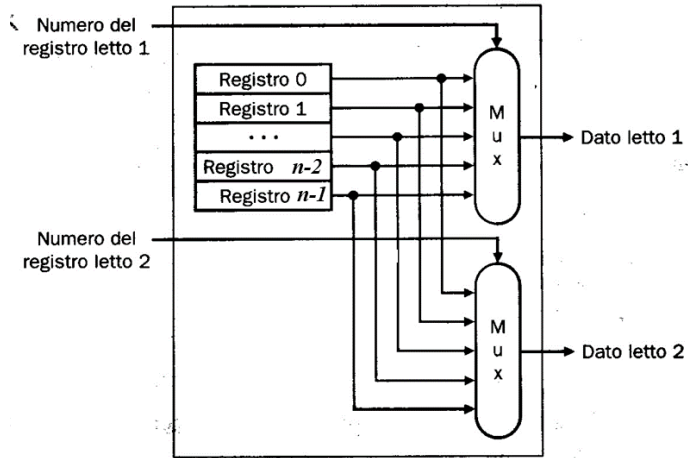 Numero del
registro letto 1
Registro 0
Registro 1
...
Registro n-2
Registro n-1
M
u
x
Dato letto 1
Numero del
registro letto 2
M
u
x
Dato letto 2